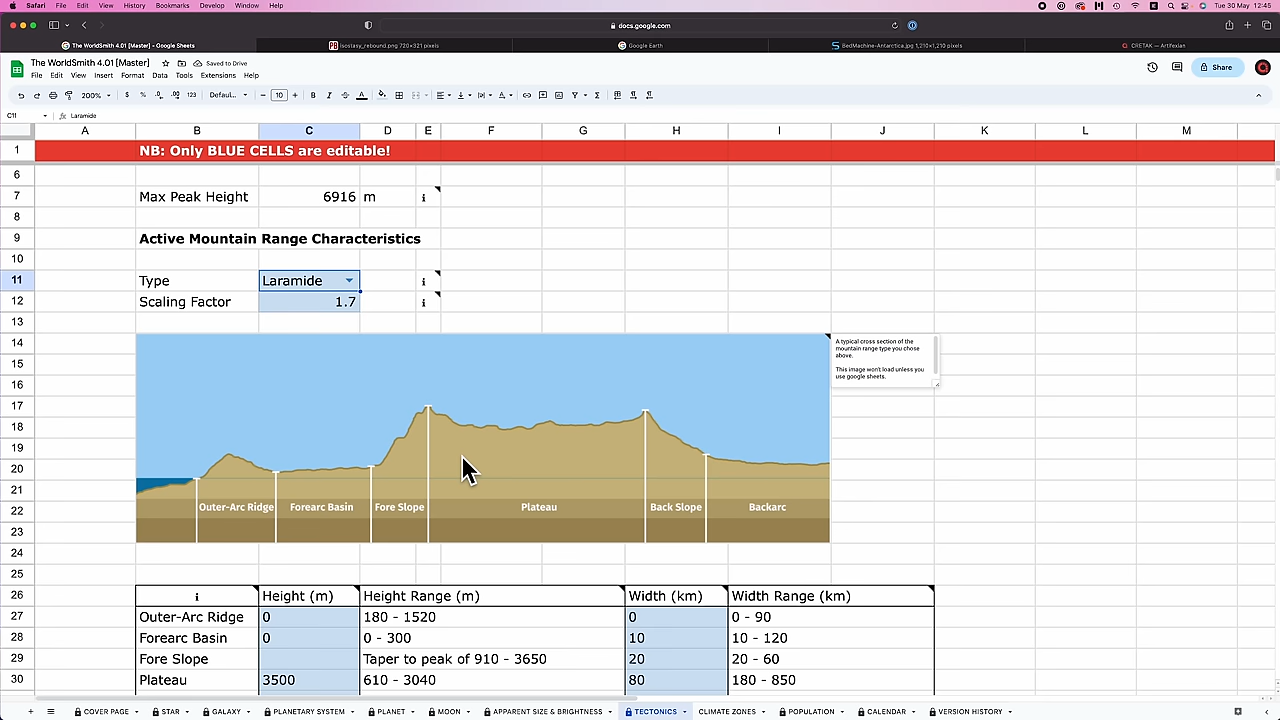 Safari File Edit View History Bookmarks Develop Window Help
Tue 30 May 12:45
docs.google.com
The WorldSmith 4.01 [Master] - Google Sheets
isostasy_rebound.png 720×321 pixels
Google Earth
BedMachine-Antarctica.jpg 1,210×1,210 pixels
CRETAK — Artifexian
The WorldSmith 4.01 [Master]
Saved to Drive
File Edit View Insert Format Data Tools Extensions Help
Share
200% $ % .0 .00 123 Defaul... 10 B I A
C11 fx Laramide
A B C D E F G H I J K L M
1 NB: Only BLUE CELLS are editable!
6
7 Max Peak Height 6916 m i
8
9 Active Mountain Range Characteristics
10
11 Type Laramide i
12 Scaling Factor 1.7 i
13
14
15
16
17
18
19
20
21
22
23
24
25
A typical cross section of the
mountain range type you chose
above.
This image won't load unless you
use google sheets.
Outer-Arc Ridge Forearc Basin Fore Slope Plateau Back Slope Backarc
26 i Height (m) Height Range (m) Width (km) Width Range (km)
27 Outer-Arc Ridge 0 180 - 1520 0 0 - 90
28 Forearc Basin 0 0 - 300 10 10 - 120
29 Fore Slope Taper to peak of 910 - 3650 20 20 - 60
30 Plateau 3500 610 - 3040 80 180 - 850
COVER PAGE STAR GALAXY PLANETARY SYSTEM PLANET MOON APPARENT SIZE & BRIGHTNESS TECTONICS CLIMATE ZONES POPULATION CALENDAR VERSION HISTORY